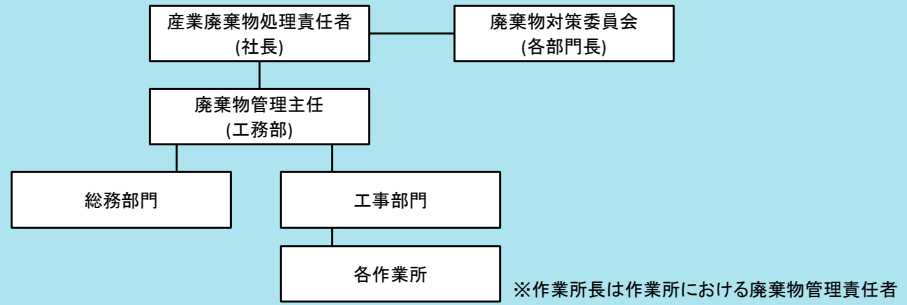 産業廃棄物処理責任者
(社長)
廃棄物対策委員会
(各部門長)
廃棄物管理主任
(工務部)
総務部門
工事部門
各作業所
※作業所長は作業所における廃棄物管理責任者